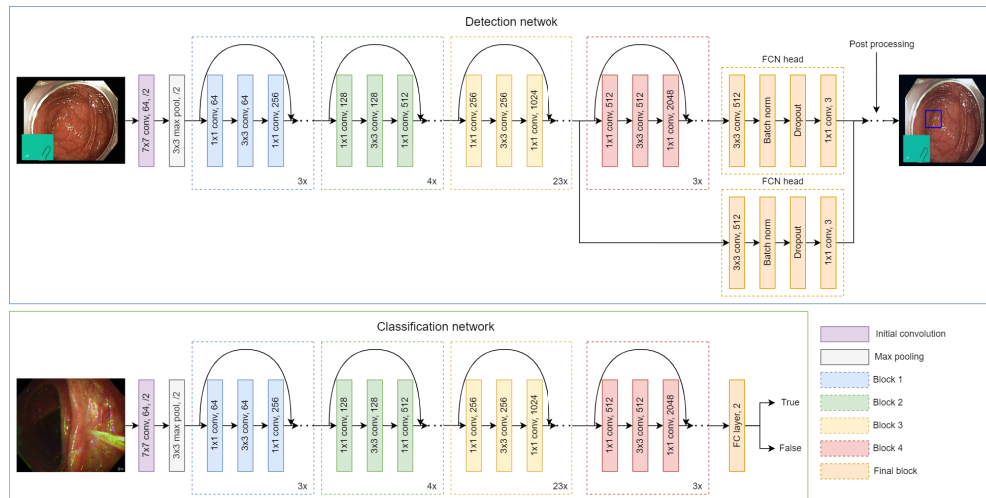 Detection netwok
7x7 conv, 64, /2
3x3 max pool, /2
1x1 conv, 64
3x3 conv, 64
1x1 conv, 256
3x
1x1 conv, 128
3x3 conv, 128
1x1 conv, 512
4x
1x1 conv, 256
3x3 conv, 256
1x1 conv, 1024
23x
1x1 conv, 512
3x3 conv, 512
1x1 conv, 2048
3x
FCN head
3x3 conv, 512
Batch norm
Dropout
1x1 conv, 3
Post processing
FCN head
3x3 conv, 512
Batch norm
Dropout
1x1 conv, 3
Classification network
7x7 conv, 64, /2
3x3 max pool, /2
1x1 conv, 64
3x3 conv, 64
1x1 conv, 256
3x
1x1 conv, 128
3x3 conv, 128
1x1 conv, 512
4x
1x1 conv, 256
3x3 conv, 256
1x1 conv, 1024
23x
1x1 conv, 512
3x3 conv, 512
1x1 conv, 2048
3x
FC layer, 2
True
False
Initial convolution
Max pooling
Block 1
Block 2
Block 3
Block 4
Final block